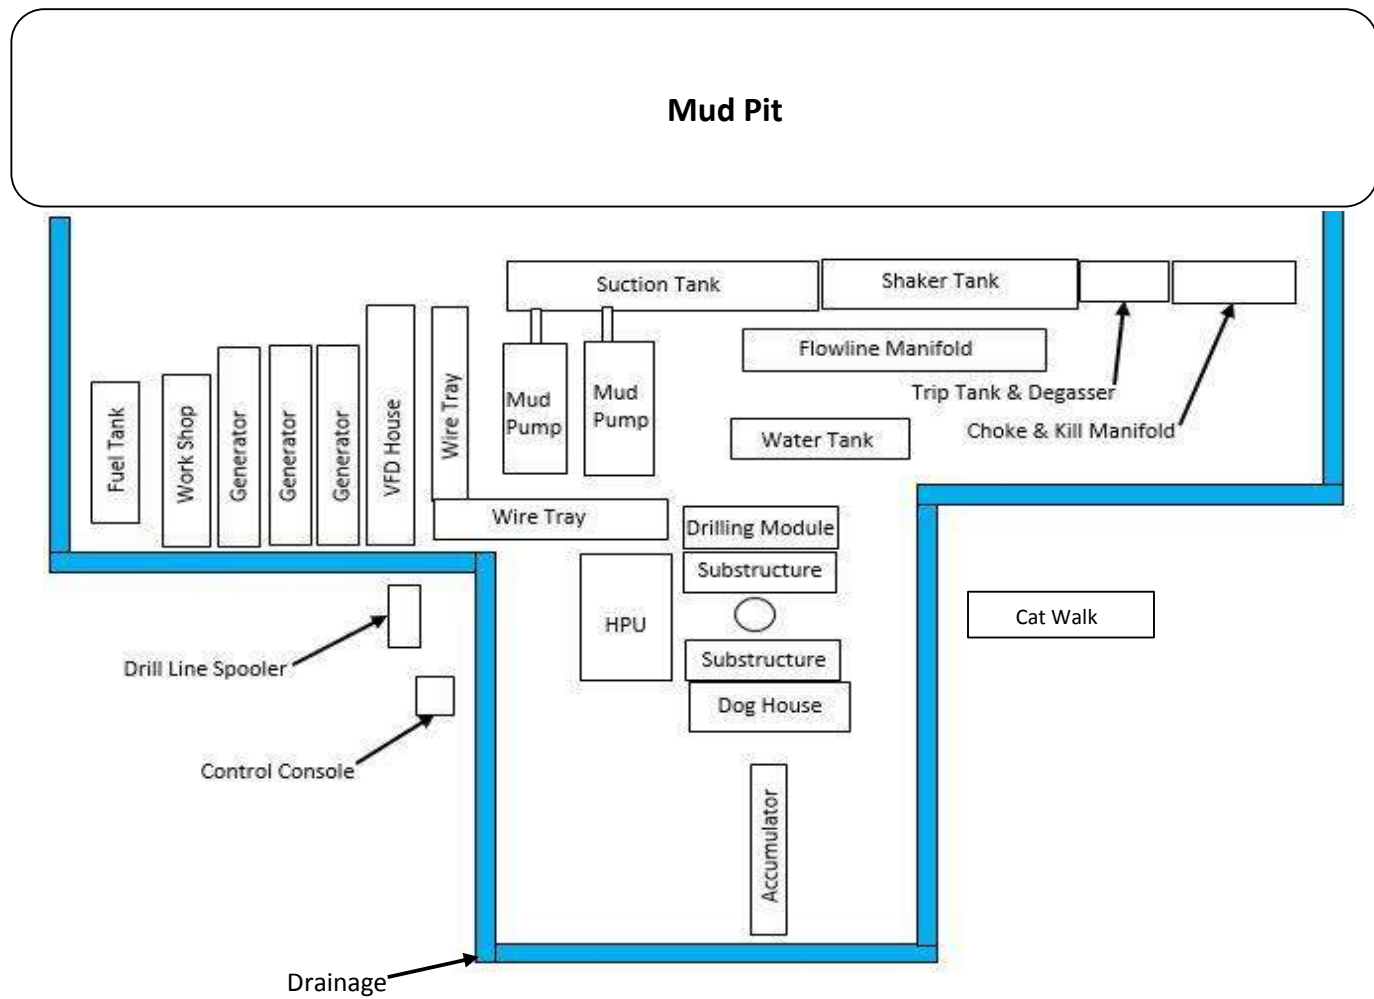 Mud Pit
Suction Tank
Shaker Tank
Flowline Manifold
Trip Tank & Degasser
Choke & Kill Manifold
Water Tank
Fuel Tank
Work Shop
Generator
Generator
Generator
VFD House
Wire Tray
Mud
Pump
Mud
Pump
Wire Tray
Drilling Module
Substructure
HPU
Substructure
Dog House
Cat Walk
Drill Line Spooler
Control Console
Accumulator
Drainage